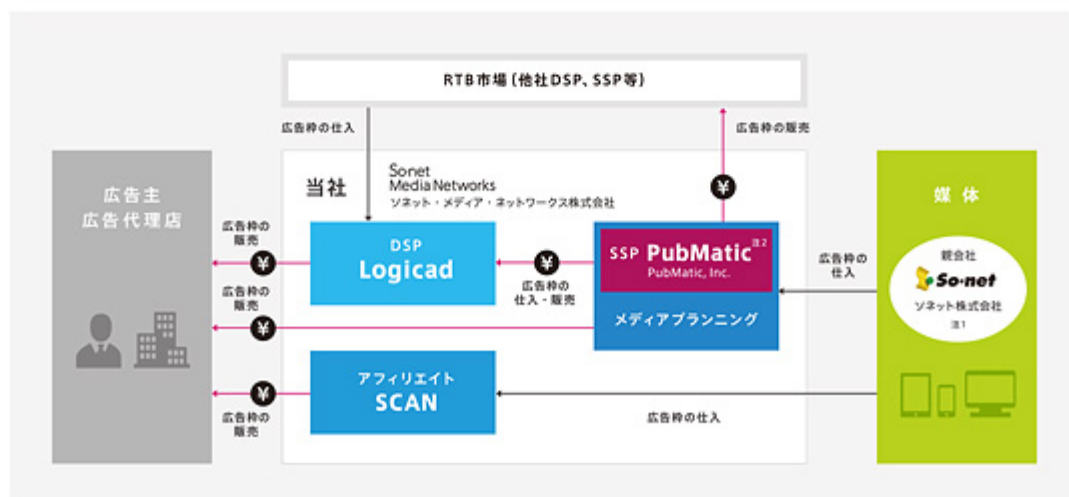 RTB市場(他社DSP、SSP等)
広告枠の仕入
広告枠の販売
広告主
広告代理店
当社
Sonet
MediaNetworks
ソネット・メディア・ネットワークス株式会社
媒体
親会社
So-net
ソネット株式会社
注1
広告枠の
販売
¥
DSP
Logicad
¥
広告枠の
仕入・販売
¥
SSP PubMatic 注2
PubMatic, Inc.
メディアプランニング
広告枠の
仕入
広告枠の
販売
¥
アフィリエイト
SCAN
¥
広告枠の
販売
広告枠の仕入